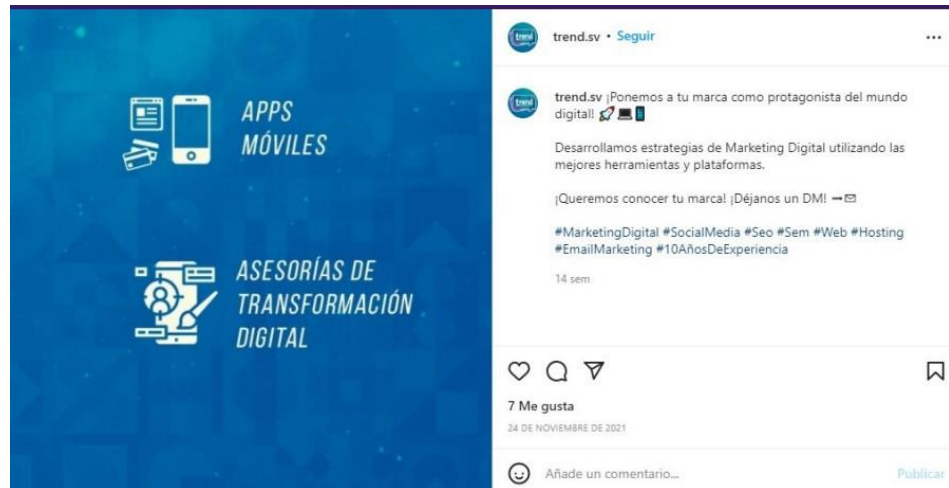 APPS
MÓVILES
ASESORÍAS DE
TRANSFORMACIÓN
DIGITAL
trend
trend.sv • Seguir
trend
trend.sv ¡Ponemos a tu marca como protagonista del mundo
digital! 🚀💻📱
Desarrollamos estrategias de Marketing Digital utilizando las
mejores herramientas y plataformas.
¡Queremos conocer tu marca! ¡Déjanos un DM! ➞✉
#MarketingDigital #SocialMedia #Seo #Sem #Web #Hosting
#EmailMarketing #10AñosDeExperiencia
14 sem
7 Me gusta
24 DE NOVIEMBRE DE 2021
Añade un comentario...
Publicar